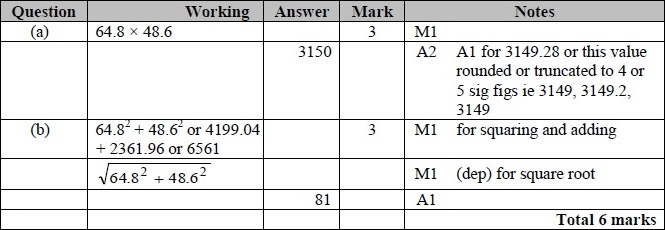 Question Working Answer Mark Notes
(a) 64.8 × 48.6 3 M1
3150 A2 A1 for 3149.28 or this value
rounded or truncated to 4 or
5 sig figs ie 3149, 3149.2,
3149
(b) 64.8² + 48.6² or 4199.04 3 M1 for squaring and adding
+ 2361.96 or 6561
√64.8² + 48.6² M1 (dep) for square root
81 A1
Total 6 marks